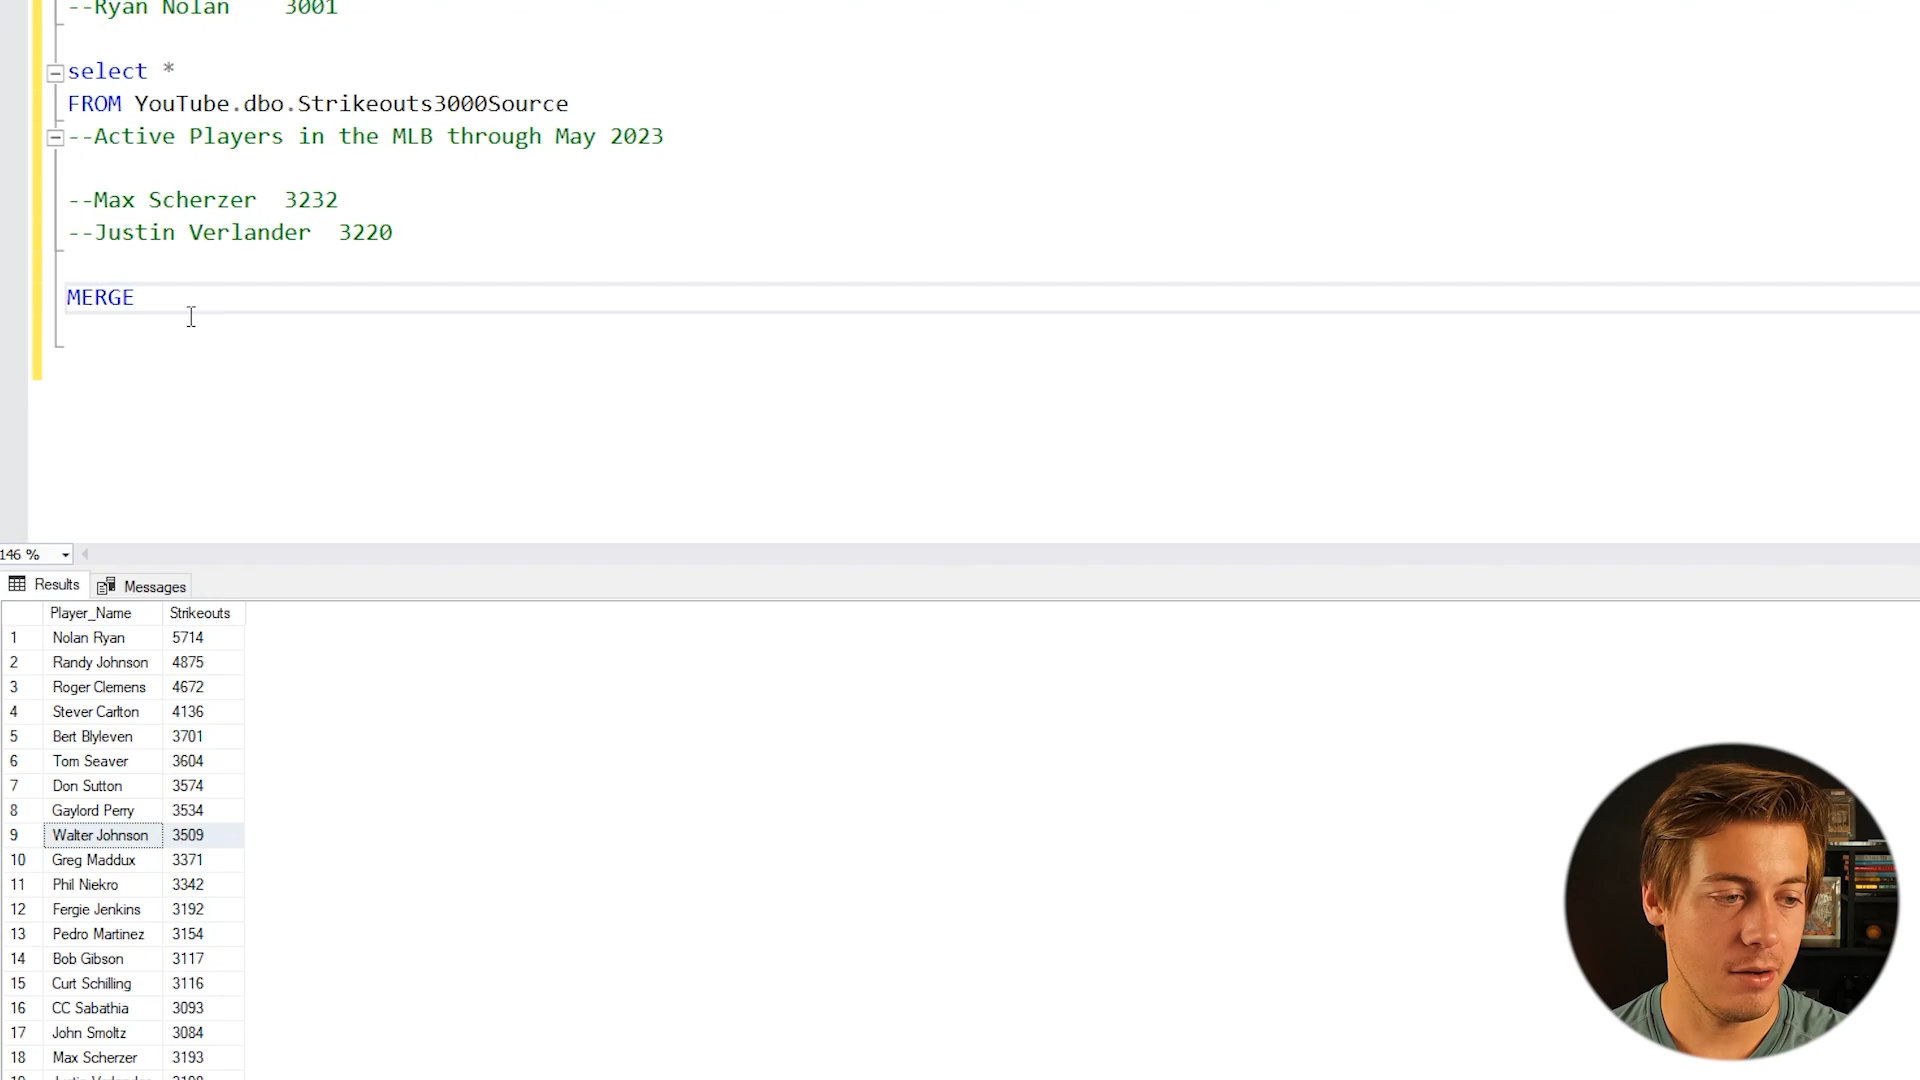 --Ryan Nolan    3001
select *
FROM YouTube.dbo.Strikeouts3000Source
--Active Players in the MLB through May 2023
--Max Scherzer  3232
--Justin Verlander  3220
MERGE
146 %
Results Messages
Player_Name Strikeouts
1 Nolan Ryan 5714
2 Randy Johnson 4875
3 Roger Clemens 4672
4 Stever Carlton 4136
5 Bert Blyleven 3701
6 Tom Seaver 3604
7 Don Sutton 3574
8 Gaylord Perry 3534
9 Walter Johnson 3509
10 Greg Maddux 3371
11 Phil Niekro 3342
12 Fergie Jenkins 3192
13 Pedro Martinez 3154
14 Bob Gibson 3117
15 Curt Schilling 3116
16 CC Sabathia 3093
17 John Smoltz 3084
18 Max Scherzer 3193